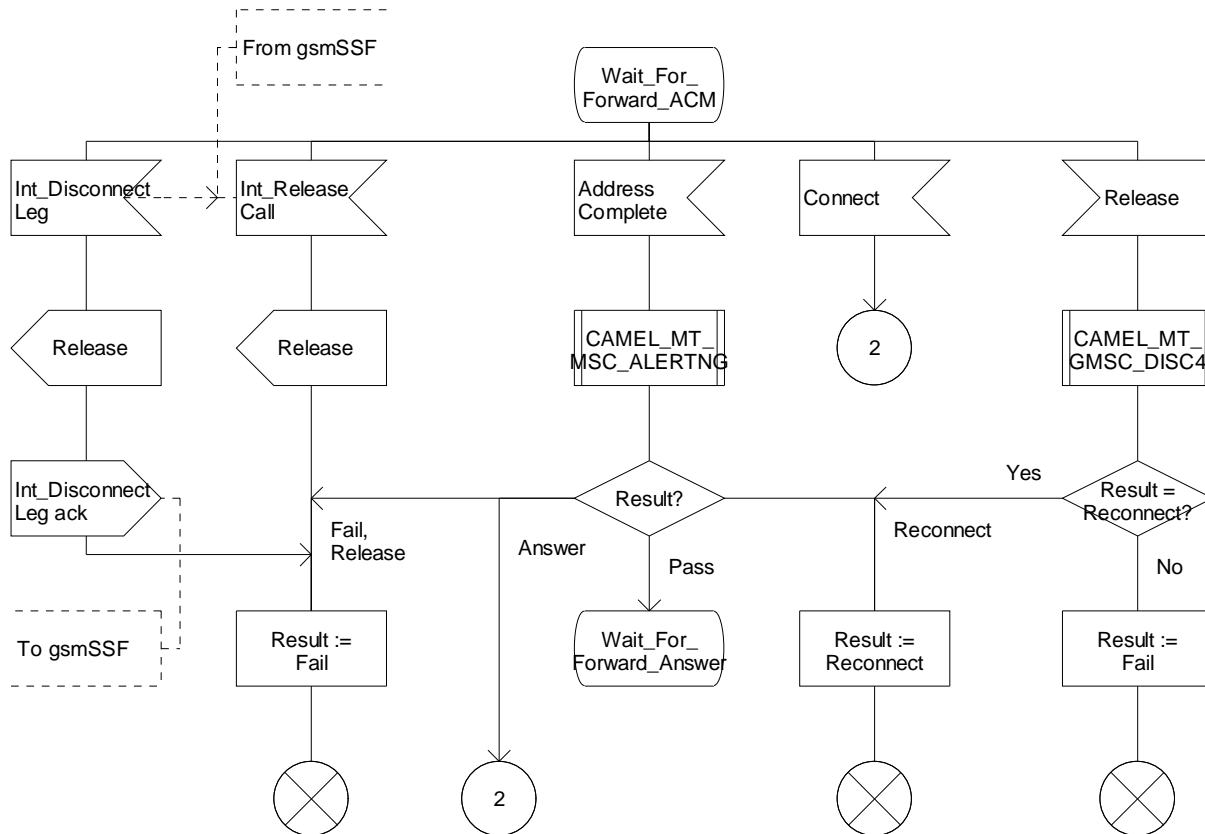 From gsmSSF
Wait_For_
Forward_ACM
Int_Disconnect
Leg
Int_Release
Call
Address
Complete
Connect
Release
Release
Release
CAMEL_MT_
MSC_ALERTNG
2
CAMEL_MT_
GMSC_DISC4
Int_Disconnect
Leg ack
Result?
Yes
Result =
Reconnect?
Fail,
Release
Answer
Reconnect
Pass
No
To gsmSSF
Result :=
Fail
Wait_For_
Forward_Answer
Result :=
Reconnect
Result :=
Fail
2